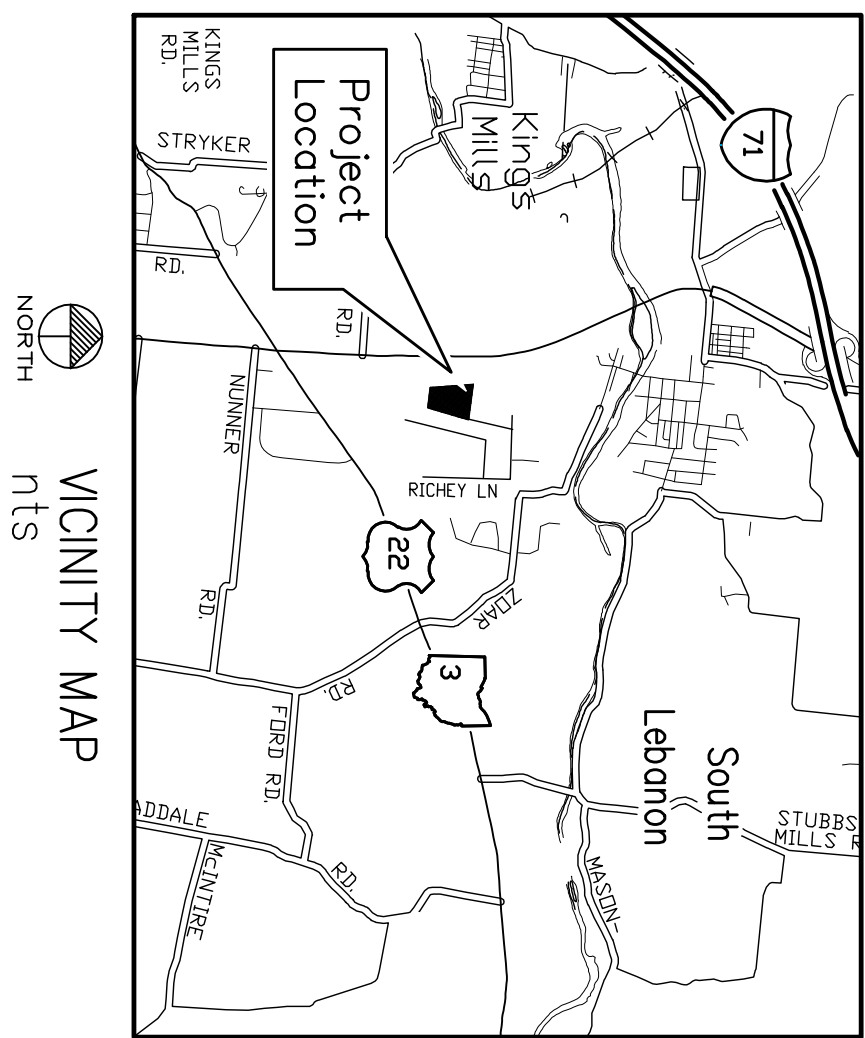 71
KINGS
MILLS
RD.
STRYKER
Kings
Mills
Project
Location
RD.
RD.
NUNNER
RICHEY LN
22
ZOAR
RD.
3
RD.
FORD RD.
South
Lebanon
STUBBS
MILLS R
ADDALE
McINTIRE
RD.
MASON-
NORTH
VICINITY MAP
nts